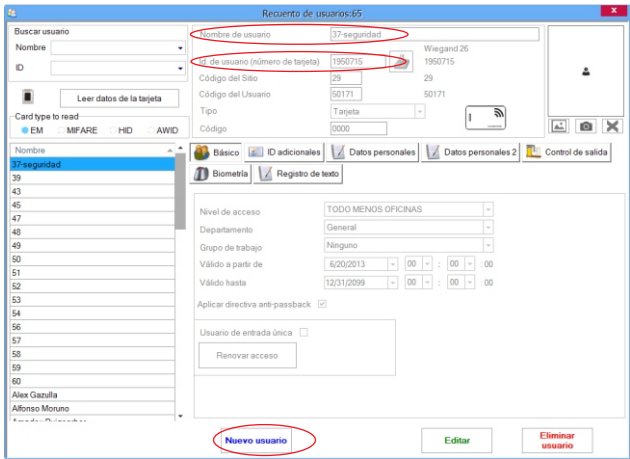 Recuento de usuarios:65
x
Buscar usuario
Nombre
ID
Leer datos de la tarjeta
Card type to read
EM MIFARE HID AWID
Nombre de usuario 37-seguridad
Wiegand 26
Id. de usuario (número de tarjeta) 1950715 1950715
Código del Sitio 29 29
Código del Usuario 50171 50171
Tipo Tarjeta
Código 0000
Nombre
37-seguridad
39
43
45
47
48
49
50
51
52
53
54
56
57
58
59
60
Alex Gazulla
Alfonso Moruno
Básico ID adicionales Datos personales Datos personales 2 Control de salida
Biometría Registro de texto
Nivel de acceso TODO MENOS OFICINAS
Departamento General
Grupo de trabajo Ninguno
Válido a partir de 6/20/2013 00 : 00 : 00
Válido hasta 12/31/2099 00 : 00 : 00
Aplicar directiva anti-passback
Usuario de entrada única
Renovar acceso
Nuevo usuario Editar Eliminar usuario